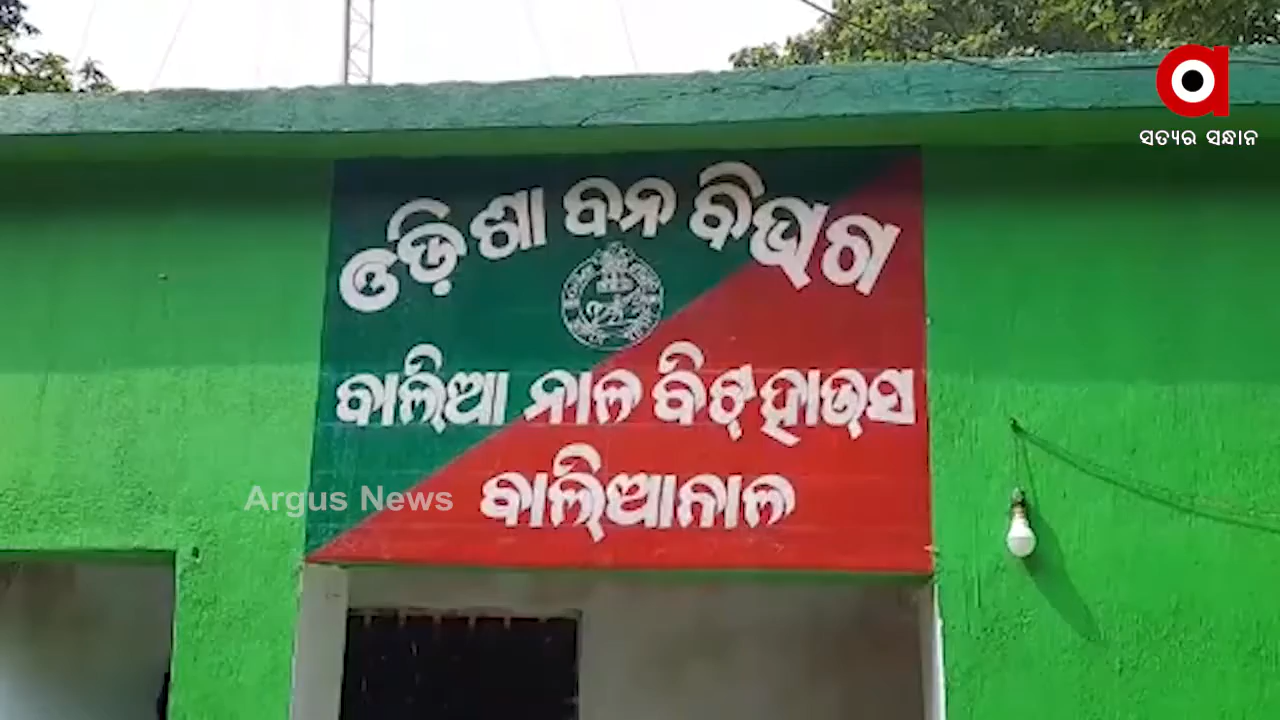 ସତ୍ୟର ସନ୍ଧାନ
ଓଡ଼ିଶା ବନ ବିଭାଗ
ବାଲିଆ ନାଳ ବିଟ୍‌ହାଉସ
ବାଲିଆନାଳ
Argus News